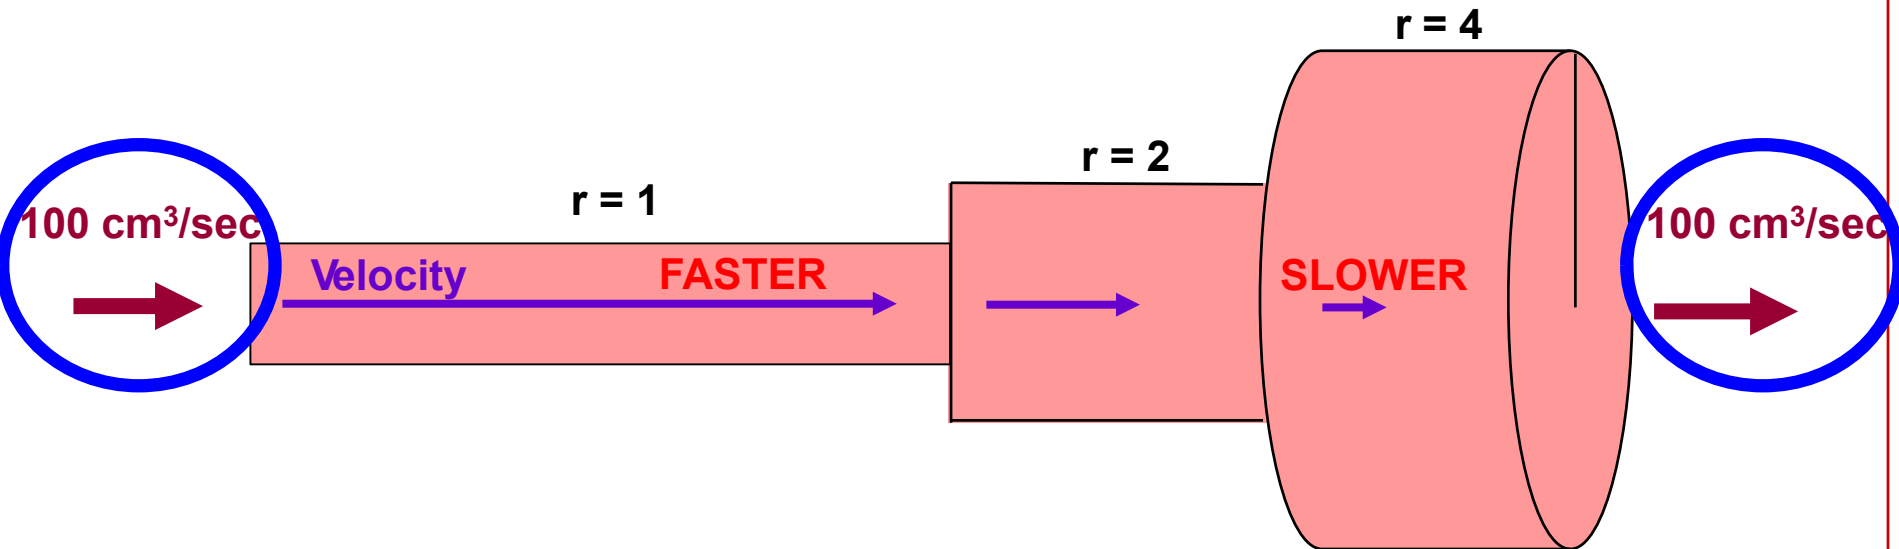 r = 4
r = 2
r = 1
100 cm³/sec
100 cm³/sec
Velocity
FASTER
SLOWER